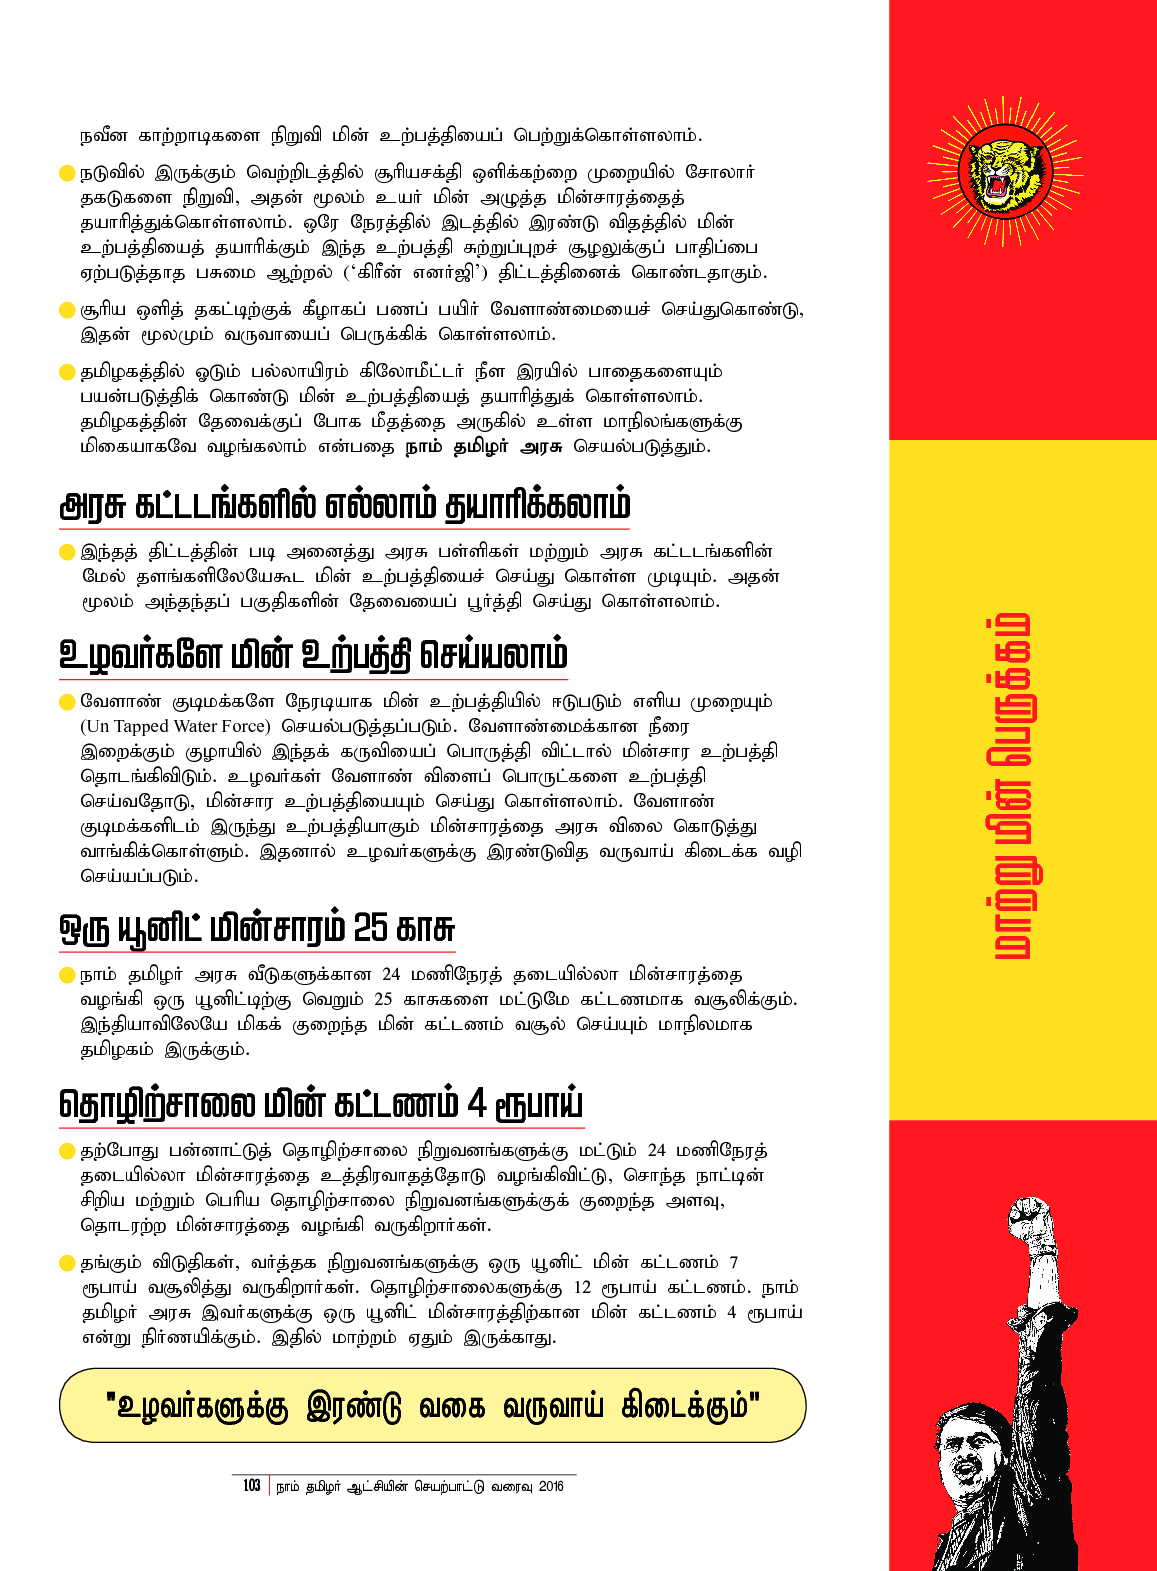 நவீன காற்றாடிகளை நிறுவி மின் உற்பத்தியைப் பெற்றுக்கொள்ளலாம்.
நடுவில் இருக்கும் வெற்றிடத்தில் சூரியசக்தி ஒளிக்கற்றை முறையில் சோலார்
தகடுகளை நிறுவி, அதன் மூலம் உயர் மின் அழுத்த மின்சாரத்தைத்
தயாரித்துக்கொள்ளலாம். ஒரே நேரத்தில் இடத்தில் இரண்டு விதத்தில் மின்
உற்பத்தியைத் தயாரிக்கும் இந்த உற்பத்தி சுற்றுப்புறச் சூழலுக்குப் பாதிப்பை
ஏற்படுத்தாத பசுமை ஆற்றல் (‘கிரீன் எனர்ஜி’) திட்டத்தினைக் கொண்டதாகும்.
சூரிய ஒளித் தகட்டிற்குக் கீழாகப் பணப் பயிர் வேளாண்மையைச் செய்துகொண்டு,
இதன் மூலமும் வருவாயைப் பெருக்கிக் கொள்ளலாம்.
தமிழகத்தில் ஓடும் பல்லாயிரம் கிலோமீட்டர் நீள இரயில் பாதைகளையும்
பயன்படுத்திக் கொண்டு மின் உற்பத்தியைத் தயாரித்துக் கொள்ளலாம்.
தமிழகத்தின் தேவைக்குப் போக மீதத்தை அருகில் உள்ள மாநிலங்களுக்கு
மிகையாகவே வழங்கலாம் என்பதை நாம் தமிழர் அரசு செயல்படுத்தும்.
அரசு கட்டடங்களில் எல்லாம் தயாரிக்கலாம்
இந்தத் திட்டத்தின் படி அனைத்து அரசு பள்ளிகள் மற்றும் அரசு கட்டடங்களின்
மேல் தளங்களிலேயேகூட மின் உற்பத்தியைச் செய்து கொள்ள முடியும். அதன்
மூலம் அந்தந்தப் பகுதிகளின் தேவையைப் பூர்த்தி செய்து கொள்ளலாம்.
உழவர்களே மின் உற்பத்தி செய்யலாம்
வேளாண் குடிமக்களே நேரடியாக மின் உற்பத்தியில் ஈடுபடும் எளிய முறையும்
(Un Tapped Water Force) செயல்படுத்தப்படும். வேளாண்மைக்கான நீரை
இறைக்கும் குழாயில் இந்தக் கருவியைப் பொருத்தி விட்டால் மின்சார உற்பத்தி
தொடங்கிவிடும். உழவர்கள் வேளாண் விளைப் பொருட்களை உற்பத்தி
செய்வதோடு, மின்சார உற்பத்தியையும் செய்து கொள்ளலாம். வேளாண்
குடிமக்களிடம் இருந்து உற்பத்தியாகும் மின்சாரத்தை அரசு விலை கொடுத்து
வாங்கிக்கொள்ளும். இதனால் உழவர்களுக்கு இரண்டுவித வருவாய் கிடைக்க வழி
செய்யப்படும்.
ஒரு யூனிட் மின்சாரம் 25 காசு
நாம் தமிழர் அரசு வீடுகளுக்கான 24 மணிநேரத் தடையில்லா மின்சாரத்தை
வழங்கி ஒரு யூனிட்டிற்கு வெறும் 25 காசுகளை மட்டுமே கட்டணமாக வசூலிக்கும்.
இந்தியாவிலேயே மிகக் குறைந்த மின் கட்டணம் வசூல் செய்யும் மாநிலமாக
தமிழகம் இருக்கும்.
தொழிற்சாலை மின் கட்டணம் 4 ரூபாய்
தற்போது பன்னாட்டுத் தொழிற்சாலை நிறுவனங்களுக்கு மட்டும் 24 மணிநேரத்
தடையில்லா மின்சாரத்தை உத்திரவாதத்தோடு வழங்கிவிட்டு, சொந்த நாட்டின்
சிறிய மற்றும் பெரிய தொழிற்சாலை நிறுவனங்களுக்குக் குறைந்த அளவு,
தொடரற்ற மின்சாரத்தை வழங்கி வருகிறார்கள்.
தங்கும் விடுதிகள், வர்த்தக நிறுவனங்களுக்கு ஒரு யூனிட் மின் கட்டணம் 7
ரூபாய் வசூலித்து வருகிறார்கள். தொழிற்சாலைகளுக்கு 12 ரூபாய் கட்டணம். நாம்
தமிழர் அரசு இவர்களுக்கு ஒரு யூனிட் மின்சாரத்திற்கான மின் கட்டணம் 4 ரூபாய்
என்று நிர்ணயிக்கும். இதில் மாற்றம் ஏதும் இருக்காது.
"உழவர்களுக்கு இரண்டு வகை வருவாய் கிடைக்கும்"
103 நாம் தமிழர் ஆட்சியின் செயற்பாட்டு வரைவு 2016
மாற்று மின் பெருக்கம்